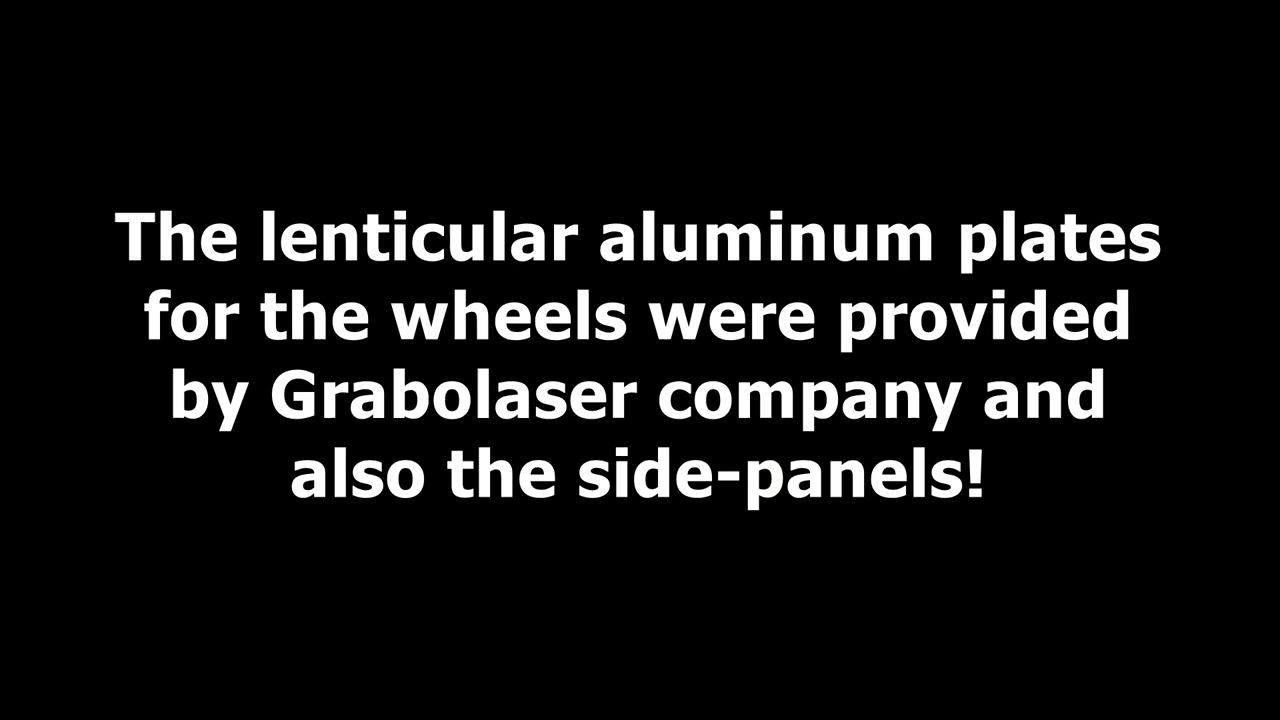 The lenticular aluminum plates
for the wheels were provided
by Grabolaser company and
also the side-panels!